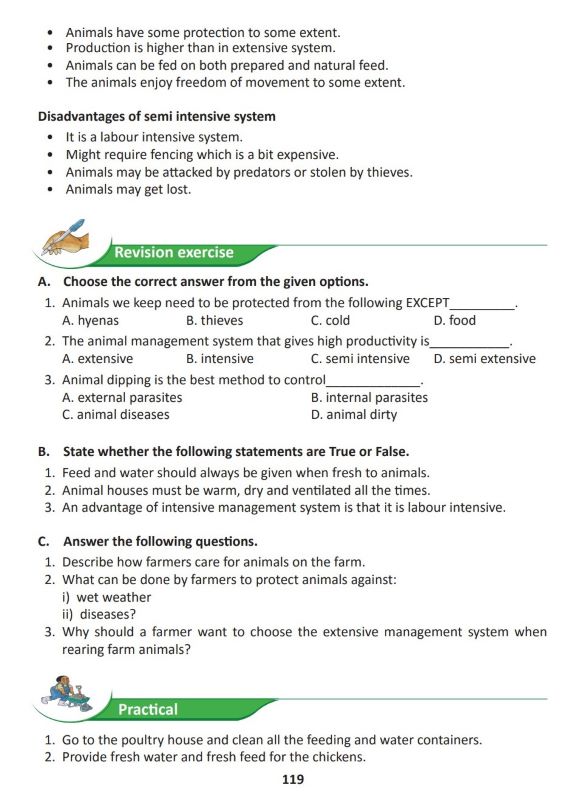 • Animals have some protection to some extent.
• Production is higher than in extensive system.
• Animals can be fed on both prepared and natural feed.
• The animals enjoy freedom of movement to some extent.
Disadvantages of semi intensive system
• It is a labour intensive system.
• Might require fencing which is a bit expensive.
• Animals may be attacked by predators or stolen by thieves.
• Animals may get lost.
Revision exercise
A. Choose the correct answer from the given options.
1. Animals we keep need to be protected from the following EXCEPT_________.
A. hyenas B. thieves C. cold D. food
2. The animal management system that gives high productivity is___________.
A. extensive B. intensive C. semi intensive D. semi extensive
3. Animal dipping is the best method to control_____________.
A. external parasites B. internal parasites
C. animal diseases D. animal dirty
B. State whether the following statements are True or False.
1. Feed and water should always be given when fresh to animals.
2. Animal houses must be warm, dry and ventilated all the times.
3. An advantage of intensive management system is that it is labour intensive.
C. Answer the following questions.
1. Describe how farmers care for animals on the farm.
2. What can be done by farmers to protect animals against:
i) wet weather
ii) diseases?
3. Why should a farmer want to choose the extensive management system when
rearing farm animals?
Practical
1. Go to the poultry house and clean all the feeding and water containers.
2. Provide fresh water and fresh feed for the chickens.
119